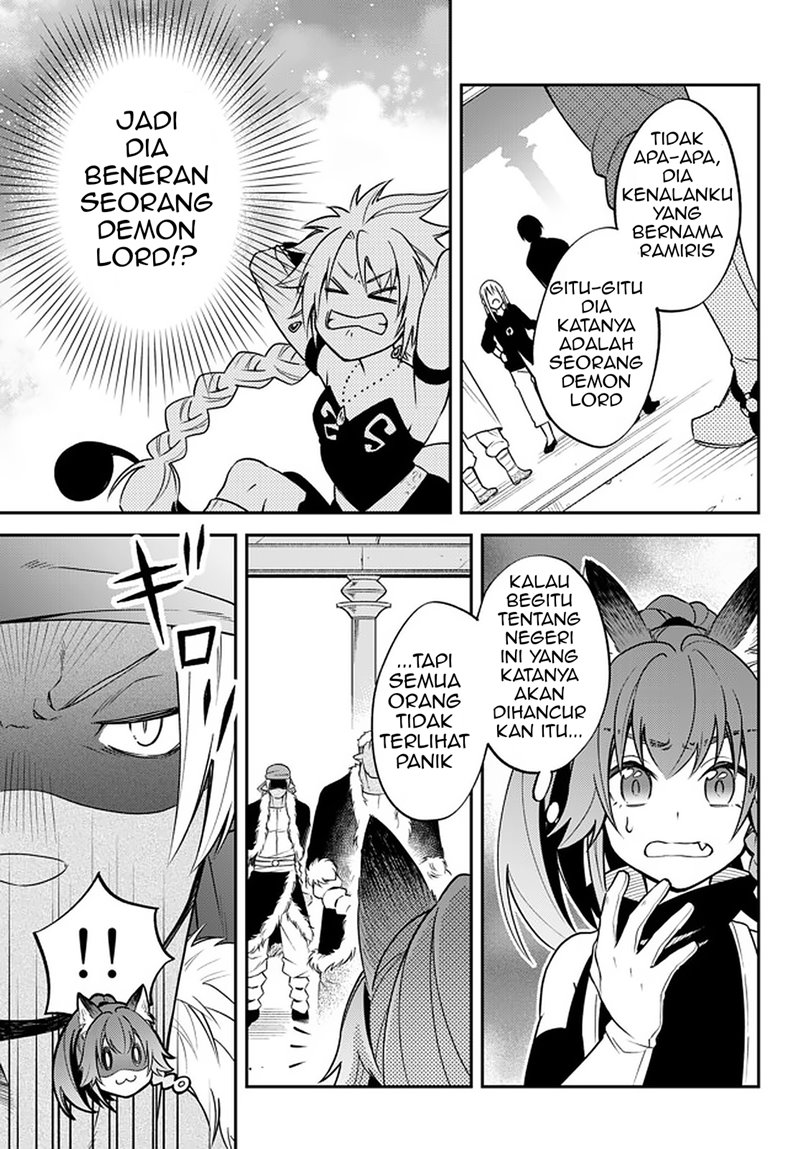 TIDAK
APA-APA,
DIA
KENALANKU
YANG
BERNAMA
RAMIRIS
GITU-GITU
DIA
KATANYA
ADALAH
SEORANG
DEMON
LORD
JADI
DIA
BENERAN
SEORANG
DEMON
LORD!?
KALAU
BEGITU
TENTANG
NEGERI
INI YANG
KATANYA
AKAN
DIHANCUR
KAN ITU...
...TAPI
SEMUA
ORANG
TIDAK
TERLIHAT
PANIK
ギロ
!!